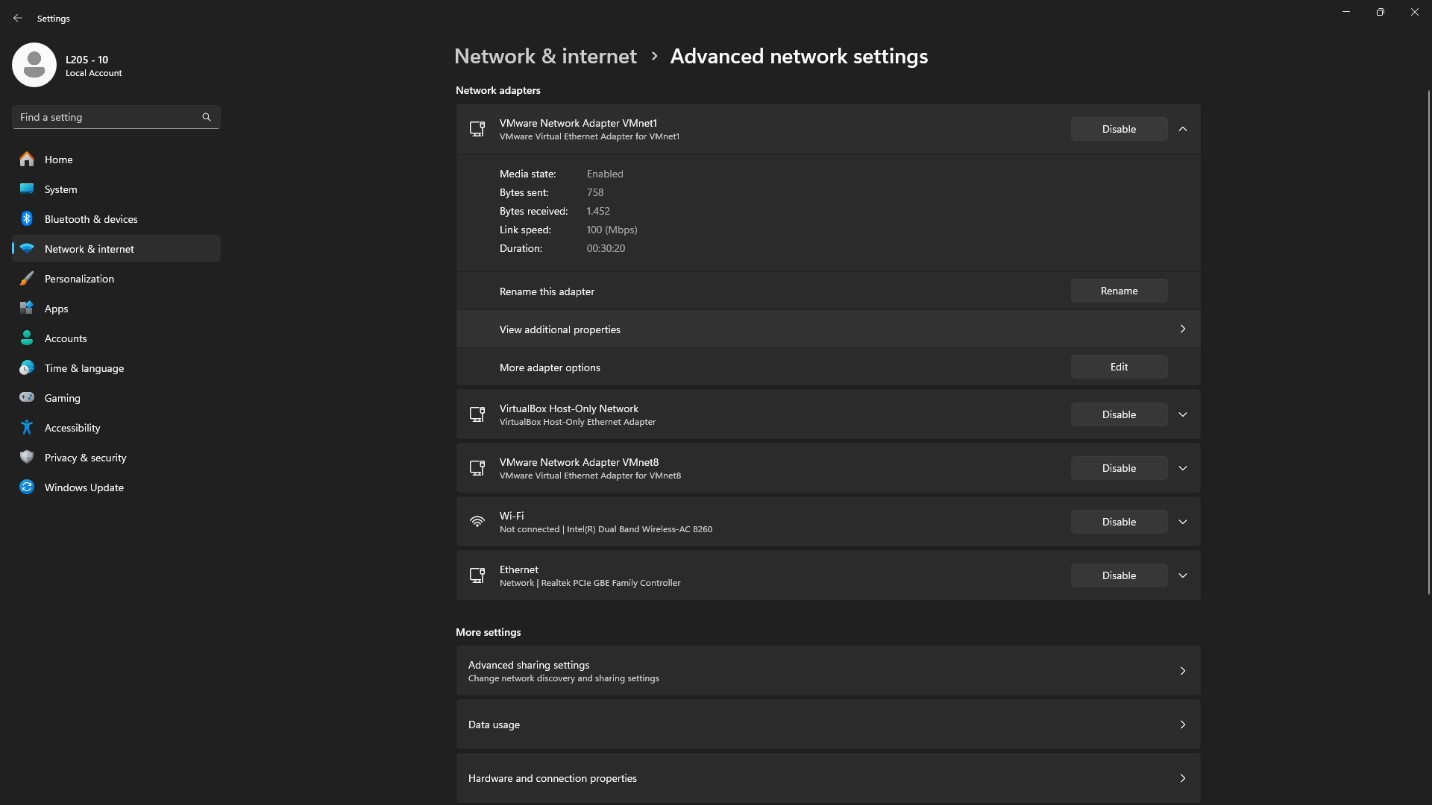 Settings
L205 - 10
Local Account
Find a setting
Home
System
Bluetooth & devices
Network & internet
Personalization
Apps
Accounts
Time & language
Gaming
Accessibility
Privacy & security
Windows Update
Network & internet > Advanced network settings
Network adapters
VMware Network Adapter VMnet1
VMware Virtual Ethernet Adapter for VMnet1
Disable
Media state: Enabled
Bytes sent: 758
Bytes received: 1.452
Link speed: 100 (Mbps)
Duration: 00:30:20
Rename this adapter
Rename
View additional properties
More adapter options
Edit
VirtualBox Host-Only Network
VirtualBox Host-Only Ethernet Adapter
Disable
VMware Network Adapter VMnet8
VMware Virtual Ethernet Adapter for VMnet8
Disable
Wi-Fi
Not connected | Intel(R) Dual Band Wireless-AC 8260
Disable
Ethernet
Network | Realtek PCIe GBE Family Controller
Disable
More settings
Advanced sharing settings
Change network discovery and sharing settings
Data usage
Hardware and connection properties